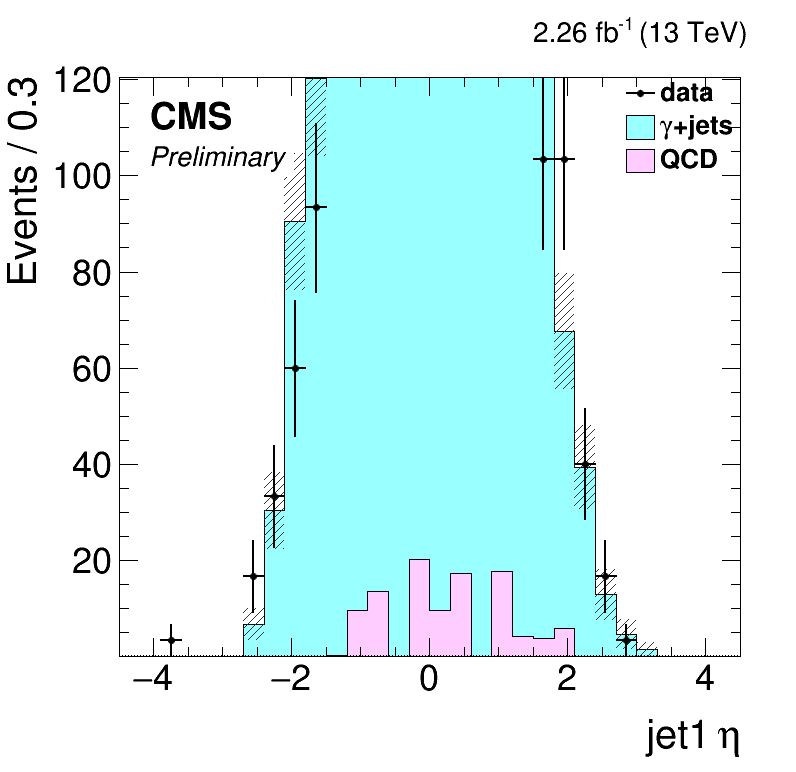 2.26 fb⁻¹ (13 TeV)
Events / 0.3
120
100
80
60
40
20
CMS
Preliminary
data
γ+jets
QCD
−4 −2 0 2 4
jet1 η